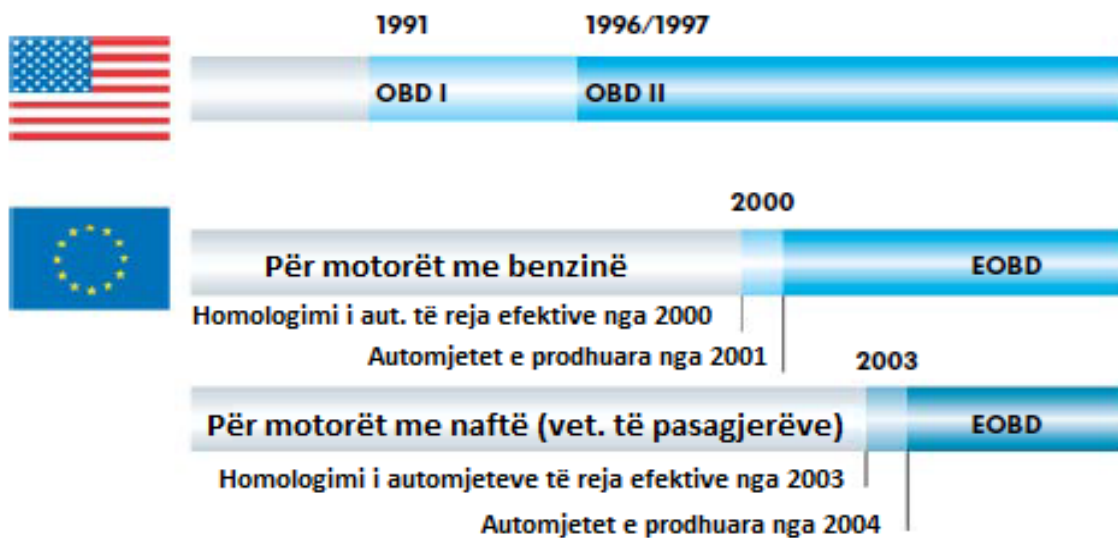 1991 1996/1997
OBD I OBD II
2000
Për motorët me benzinë EOBD
Homologimi i aut. të reja efektive nga 2000
Automjetet e prodhuara nga 2001
2003
Për motorët me naftë (vet. të pasagjerëve) EOBD
Homologimi i automjeteve të reja efektive nga 2003
Automjetet e prodhuara nga 2004